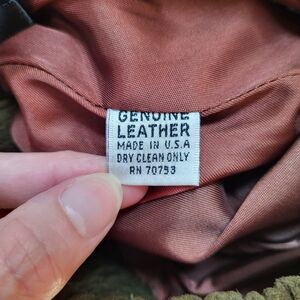 GENUINE
LEATHER
MADE IN U.S.A
DRY CLEAN ONLY
RN 70753